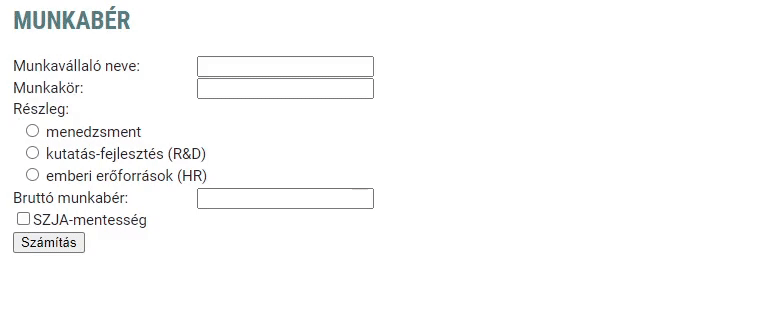 MUNKABÉR
Munkavállaló neve:
Munkakör:
Részleg:
menedzsment
kutatás-fejlesztés (R&D)
emberi erőforrások (HR)
Bruttó munkabér:
SZJA-mentesség
Számítás